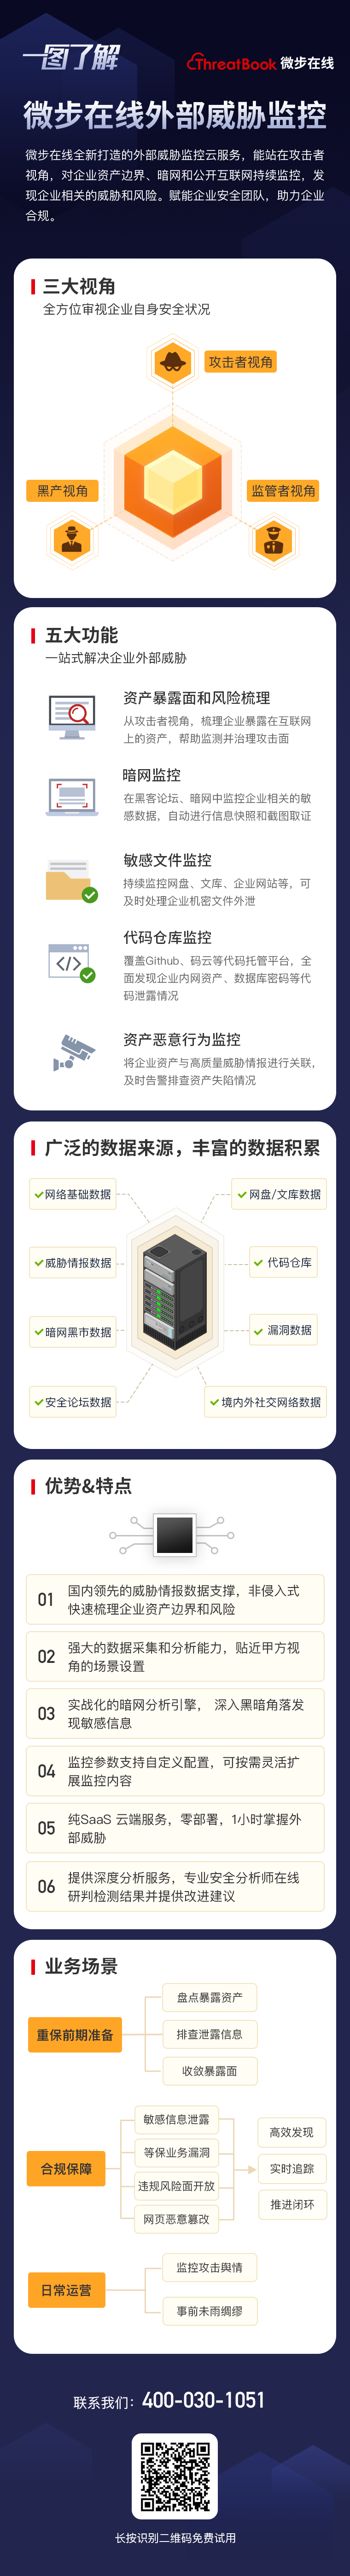 一图了解
ThreatBook 微步在线
微步在线外部威胁监控
微步在线全新打造的外部威胁监控云服务，能站在攻击者
视角，对企业资产边界、暗网和公开互联网持续监控，发
现企业相关的威胁和风险。赋能企业安全团队，助力企业
合规。
三大视角
全方位审视企业自身安全状况
攻击者视角
黑产视角
监管者视角
五大功能
一站式解决企业外部威胁
资产暴露面和风险梳理
从攻击者视角，梳理企业暴露在互联网
上的资产，帮助监测并治理攻击面
暗网监控
在黑客论坛、暗网中监控企业相关的敏
感数据，自动进行信息快照和截图取证
敏感文件监控
持续监控网盘、文库、企业网站等，可
及时处理企业机密文件外泄
代码仓库监控
覆盖Github、码云等代码托管平台，全
面发现企业内网资产、数据库密码等代
码泄露情况
资产恶意行为监控
将企业资产与高质量威胁情报进行关联，
及时告警排查资产失陷情况
广泛的数据来源，丰富的数据积累
网络基础数据
网盘/文库数据
威胁情报数据
代码仓库
暗网黑市数据
漏洞数据
安全论坛数据
境内外社交网络数据
优势&特点
01 国内领先的威胁情报数据支撑，非侵入式
快速梳理企业资产边界和风险
02 强大的数据采集和分析能力，贴近甲方视
角的场景设置
03 实战化的暗网分析引擎， 深入黑暗角落发
现敏感信息
04 监控参数支持自定义配置，可按需灵活扩
展监控内容
05 纯SaaS 云端服务，零部署，1小时掌握外
部威胁
06 提供深度分析服务，专业安全分析师在线
研判检测结果并提供改进建议
业务场景
重保前期准备
盘点暴露资产
排查泄露信息
收敛暴露面
合规保障
敏感信息泄露
等保业务漏洞
违规风险面开放
网页恶意篡改
高效发现
实时追踪
推进闭环
日常运营
监控攻击舆情
事前未雨绸缪
联系我们：400-030-1051
长按识别二维码免费试用